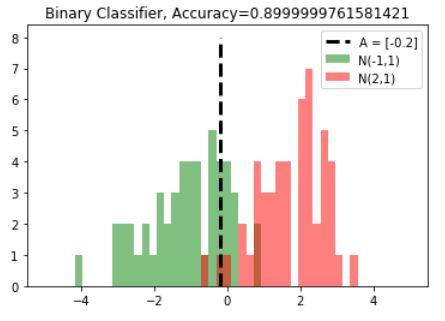 Binary Classifier, Accuracy=0.8999999761581421
8
7
6
5
4
3
2
1
0
A = [-0.2]
N(-1,1)
N(2,1)
−4 −2 0 2 4